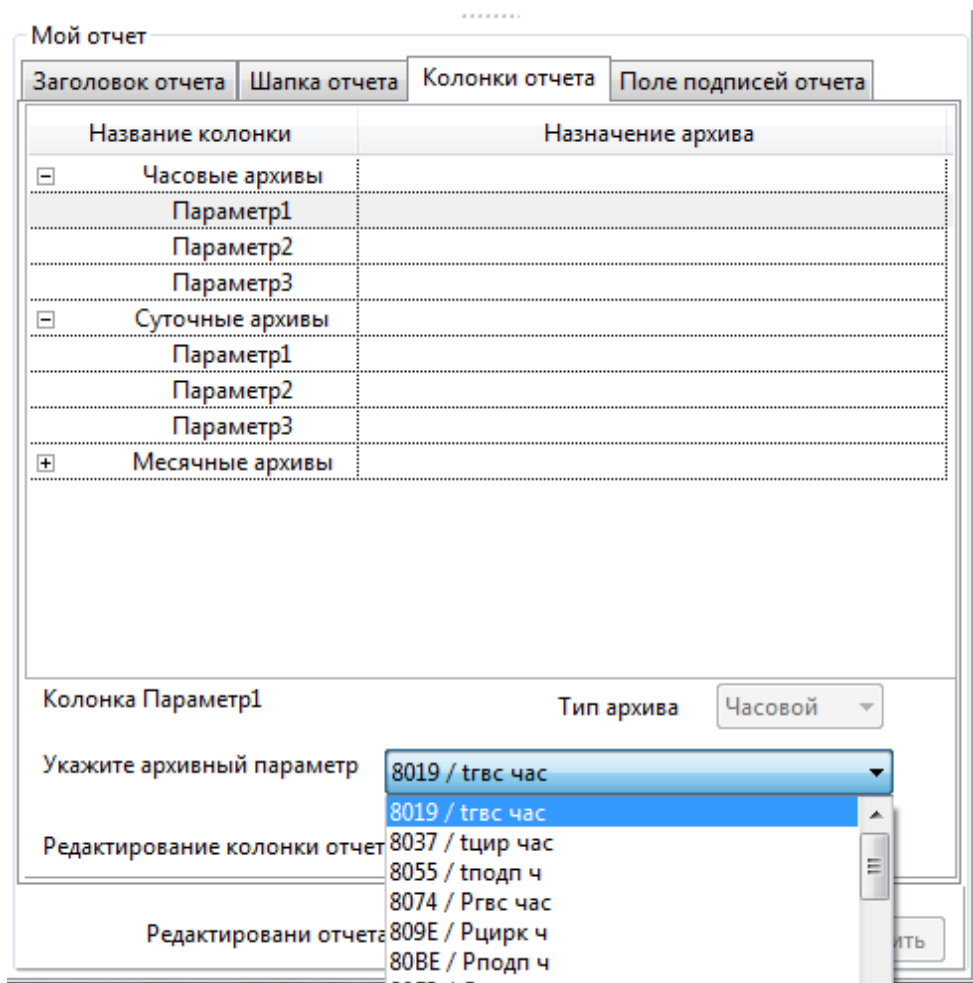 Мой отчет
Заголовок отчета Шапка отчета Колонки отчета Поле подписей отчета
Название колонки Назначение архива
Часовые архивы
Параметр1
Параметр2
Параметр3
Суточные архивы
Параметр1
Параметр2
Параметр3
Месячные архивы
Колонка Параметр1 Тип архива Часовой
Укажите архивный параметр 8019 / tгвс час
8019 / tгвс час
8037 / tцир час
Редактирование колонки отчет
8055 / tподп ч
8074 / Pгвс час
Редактировани отчета 809E / Pцирк ч ить
80BE / Pподп ч